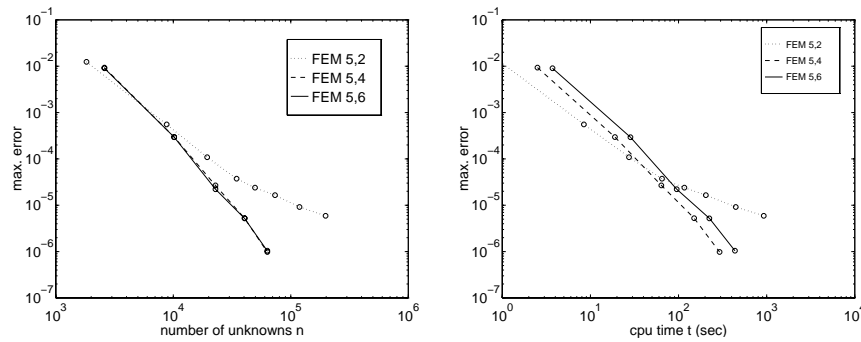 10^-1
10^-2
10^-3
10^-4
10^-5
10^-6
10^-7
max. error
10^3
10^4
10^5
10^6
number of unknowns n
FEM 5,2
FEM 5,4
FEM 5,6
10^-1
10^-2
10^-3
10^-4
10^-5
10^-6
10^-7
max. error
10^0
10^1
10^2
10^3
10^4
cpu time t (sec)
FEM 5,2
FEM 5,4
FEM 5,6